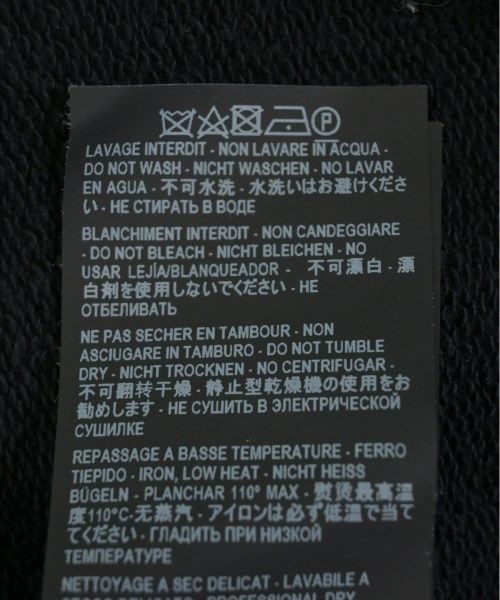 LAVAGE INTERDIT - NON LAVARE IN ACQUA -
DO NOT WASH - NICHT WASCHEN - NO LAVAR
EN AGUA - 不可水洗 - 水洗いはお避けくださ
い - НЕ СТИРАТЬ В ВОДЕ
BLANCHIMENT INTERDIT - NON CANDEGGIARE
- DO NOT BLEACH - NICHT BLEICHEN - NO
USAR LEJÍA/BLANQUEADOR - 不可漂白 - 漂
白剤を使用しないでください - НЕ
ОТБЕЛИВАТЬ
NE PAS SECHER EN TAMBOUR - NON
ASCIUGARE IN TAMBURO - DO NOT TUMBLE
DRY - NICHT TROCKNEN - NO CENTRIFUGAR -
不可翻转干燥 - 静止型乾燥機の使用をお
勧めします - НЕ СУШИТЬ В ЭЛЕКТРИЧЕСКОЙ
СУШИЛКЕ
REPASSAGE A BASSE TEMPERATURE - FERRO
TIEPIDO - IRON, LOW HEAT - NICHT HEISS
BÜGELN - PLANCHAR 110º MAX - 熨烫最高温
度110°C-无蒸汽 - アイロンは必ず低温で当て
てください - ГЛАДИТЬ ПРИ НИЗКОЙ
ТЕМПЕРАТУРЕ
NETTOYAGE A SEC DELICAT - LAVABILE A